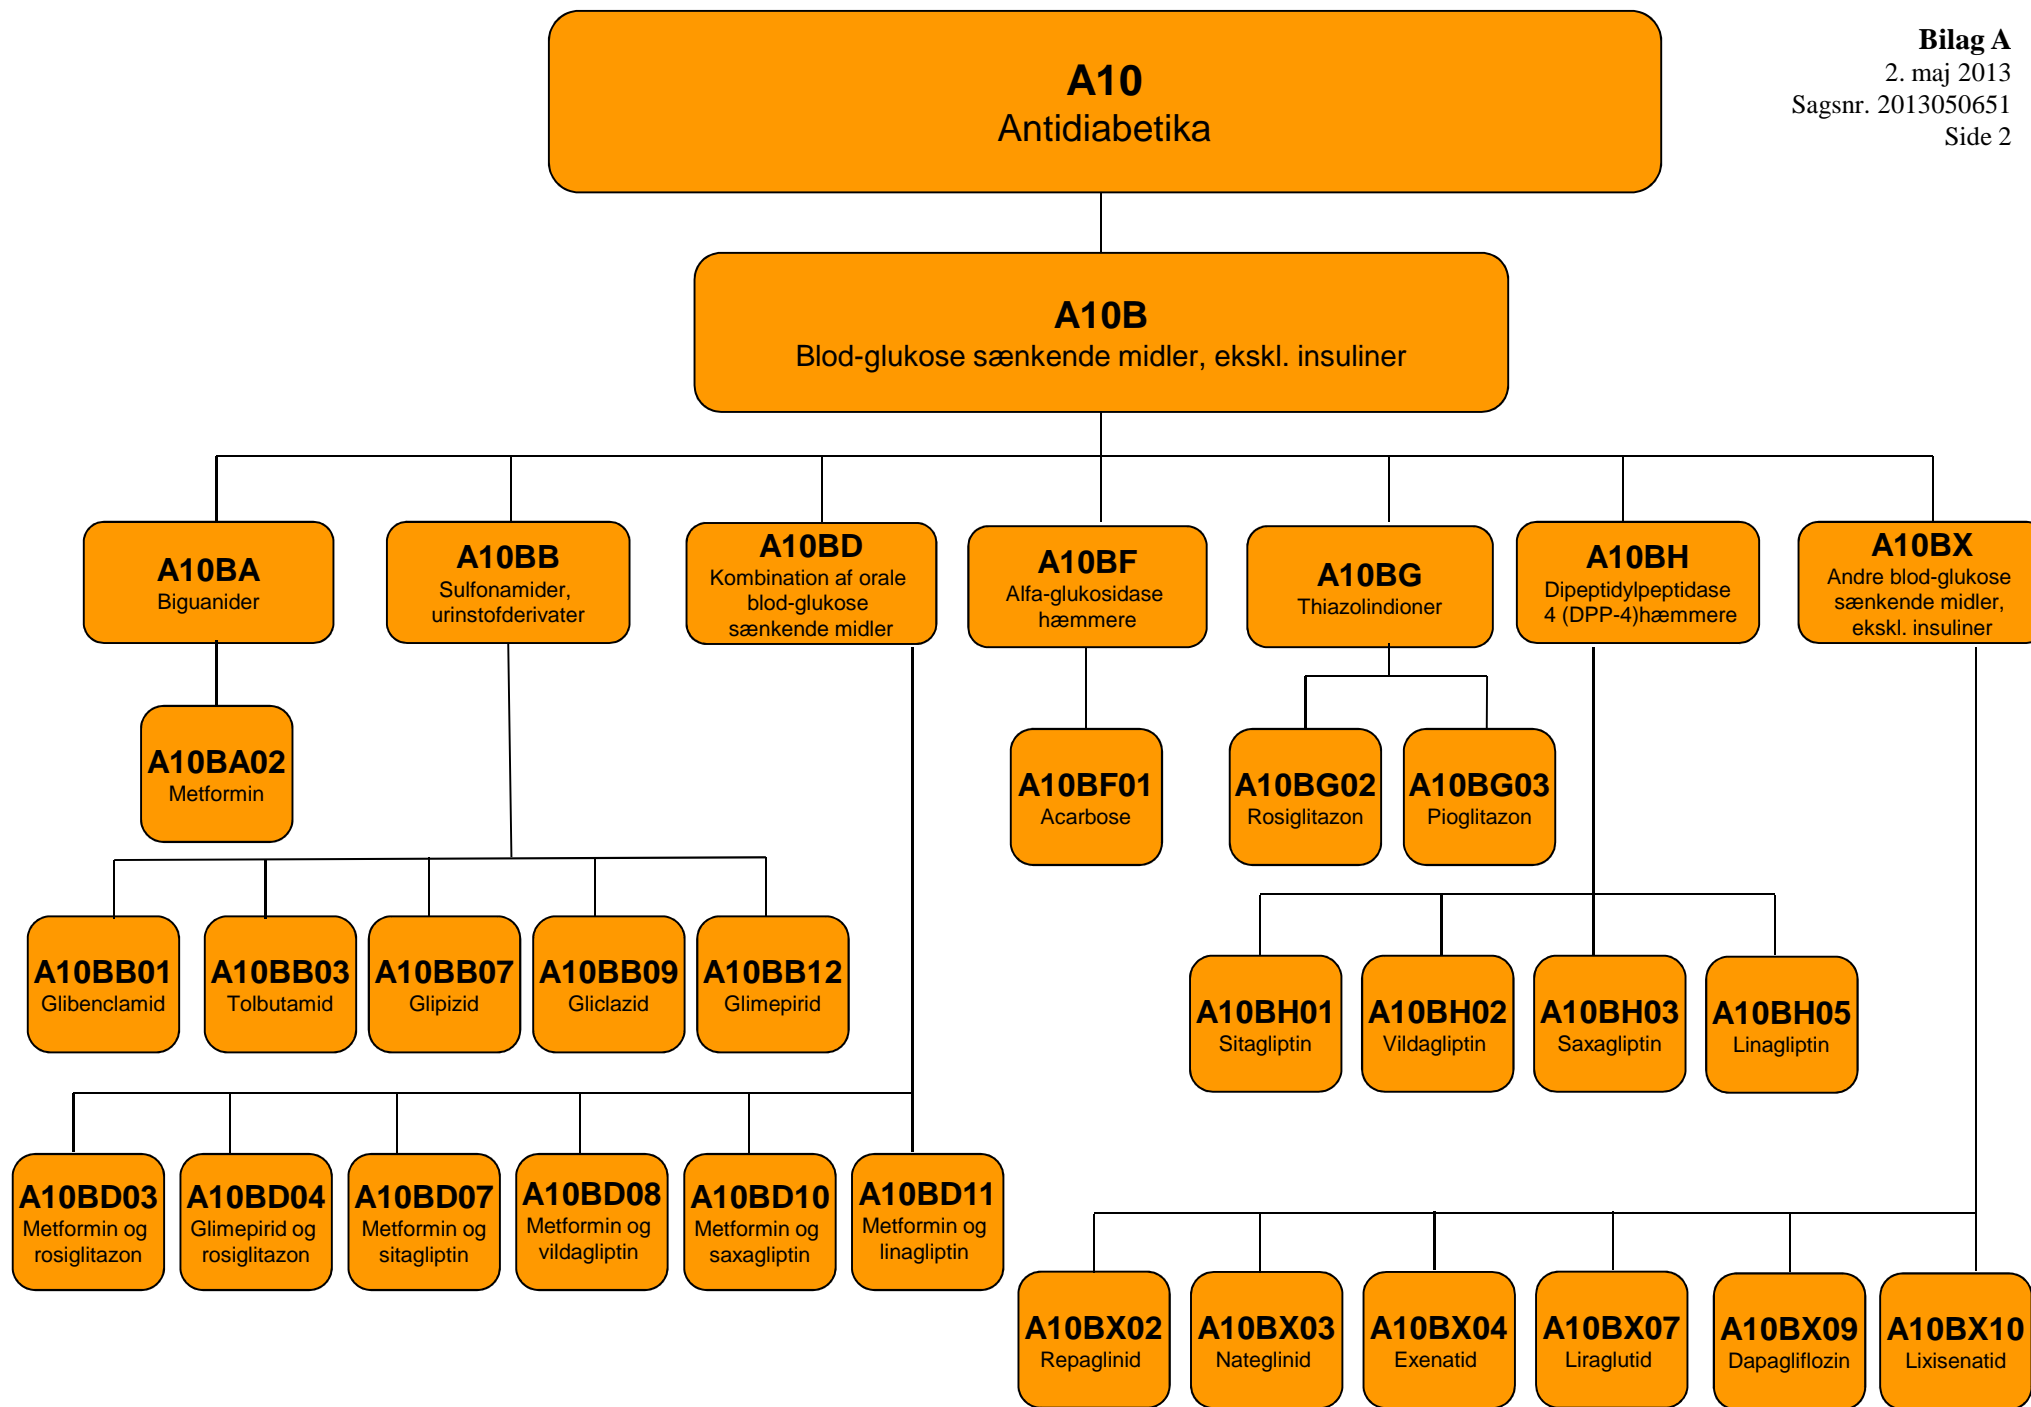 Bilag A
2. maj 2013
Sagsnr. 2013050651
Side 2
A10
Antidiabetika
A10B
Blod-glukose sænkende midler, ekskl. insuliner
A10BA
Biguanider
A10BB
Sulfonamider,
urinstofderivater
A10BD
Kombination af orale
blod-glukose
sænkende midler
A10BF
Alfa-glukosidase
hæmmere
A10BG
Thiazolindioner
A10BH
Dipeptidylpeptidase
4 (DPP-4)hæmmere
A10BX
Andre blod-glukose
sænkende midler,
ekskl. insuliner
A10BA02
Metformin
A10BF01
Acarbose
A10BG02
Rosiglitazon
A10BG03
Pioglitazon
A10BB01
Glibenclamid
A10BB03
Tolbutamid
A10BB07
Glipizid
A10BB09
Gliclazid
A10BB12
Glimepirid
A10BH01
Sitagliptin
A10BH02
Vildagliptin
A10BH03
Saxagliptin
A10BH05
Linagliptin
A10BD03
Metformin og
rosiglitazon
A10BD04
Glimepirid og
rosiglitazon
A10BD07
Metformin og
sitagliptin
A10BD08
Metformin og
vildagliptin
A10BD10
Metformin og
saxagliptin
A10BD11
Metformin og
linagliptin
A10BX02
Repaglinid
A10BX03
Nateglinid
A10BX04
Exenatid
A10BX07
Liraglutid
A10BX09
Dapagliflozin
A10BX10
Lixisenatid